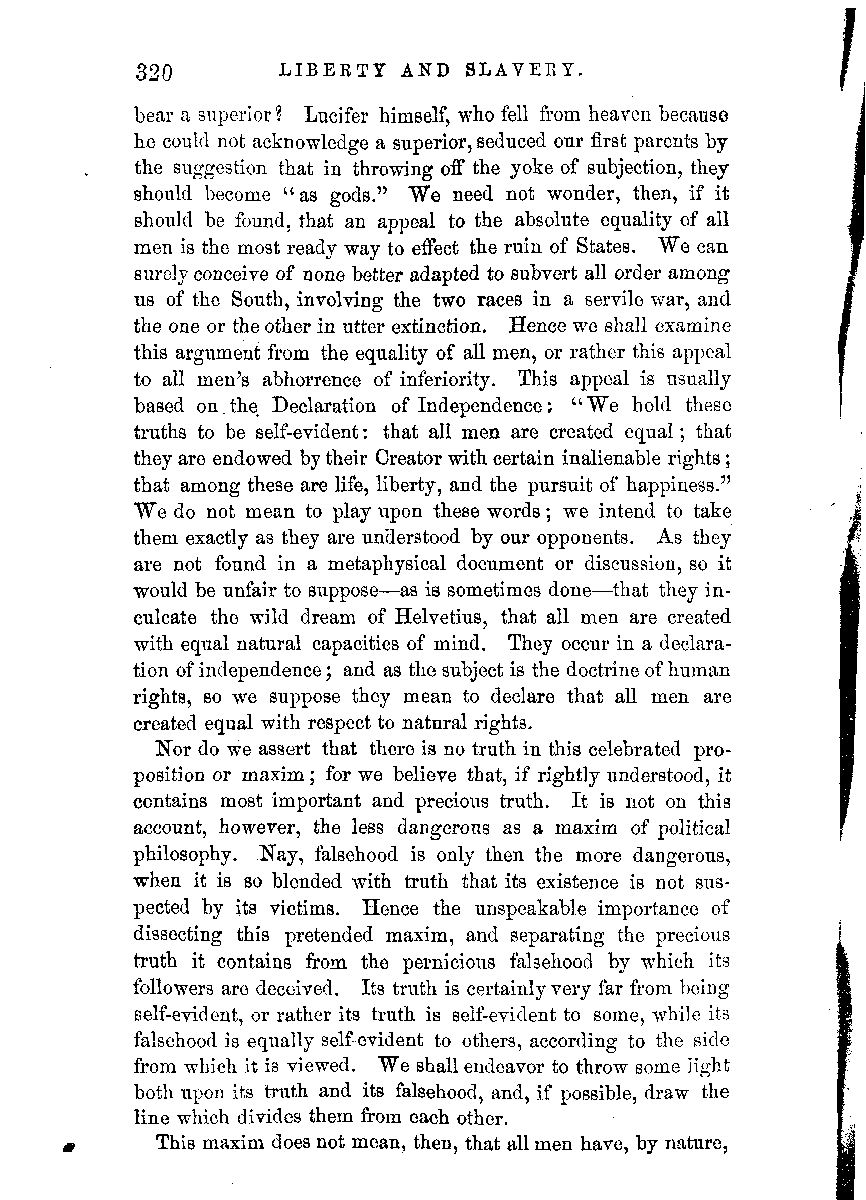 320 LIBERTY AND SLAVERY.
bear a superior? Lucifer himself, who fell from heaven because
he could not acknowledge a superior, seduced our first parents by
the suggestion that in throwing off the yoke of subjection, they
should become “as gods.” We need not wonder, then, if it
should be found, that an appeal to the absolute equality of all
men is the most ready way to effect the ruin of States. We can
surely conceive of none better adapted to subvert all order among
us of the South, involving the two races in a servile war, and
the one or the other in utter extinction. Hence we shall examine
this argument from the equality of all men, or rather this appeal
to all men’s abhorrence of inferiority. This appeal is usually
based on the Declaration of Independence: “We hold these
truths to be self-evident: that all men are created equal; that
they are endowed by their Creator with certain inalienable rights;
that among these are life, liberty, and the pursuit of happiness.”
We do not mean to play upon these words; we intend to take
them exactly as they are understood by our opponents. As they
are not found in a metaphysical document or discussion, so it
would be unfair to suppose—as is sometimes done—that they in-
culcate the wild dream of Helvetius, that all men are created
with equal natural capacities of mind. They occur in a declara-
tion of independence; and as the subject is the doctrine of human
rights, so we suppose they mean to declare that all men are
created equal with respect to natural rights.
Nor do we assert that there is no truth in this celebrated pro-
position or maxim; for we believe that, if rightly understood, it
contains most important and precious truth. It is not on this
account, however, the less dangerous as a maxim of political
philosophy. Nay, falsehood is only then the more dangerous,
when it is so blended with truth that its existence is not sus-
pected by its victims. Hence the unspeakable importance of
dissecting this pretended maxim, and separating the precious
truth it contains from the pernicious falsehood by which its
followers are deceived. Its truth is certainly very far from being
self-evident, or rather its truth is self-evident to some, while its
falsehood is equally self-evident to others, according to the side
from which it is viewed. We shall endeavor to throw some light
both upon its truth and its falsehood, and, if possible, draw the
line which divides them from each other.
This maxim does not mean, then, that all men have, by nature,